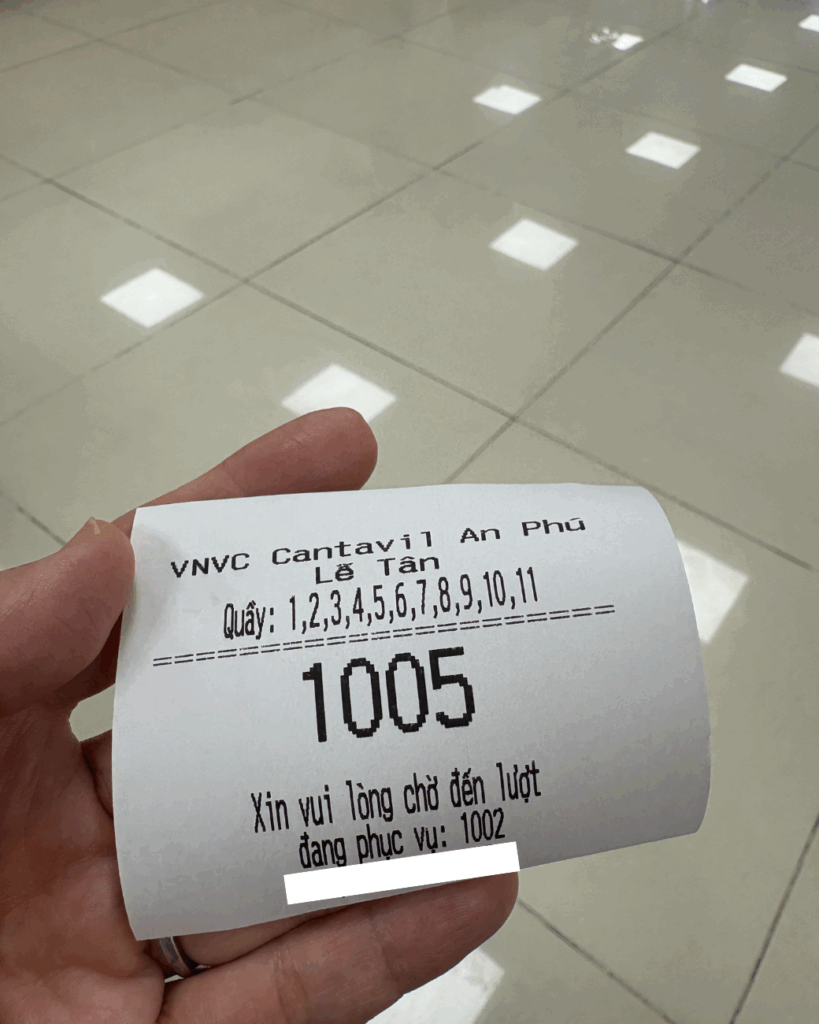 VNVC Cantavil An Phú
Lễ Tân
Quầy: 1,2,3,4,5,6,7,8,9,10,11
======================
1005
Xin vui lòng chờ đến lượt
đang phục vụ: 1002